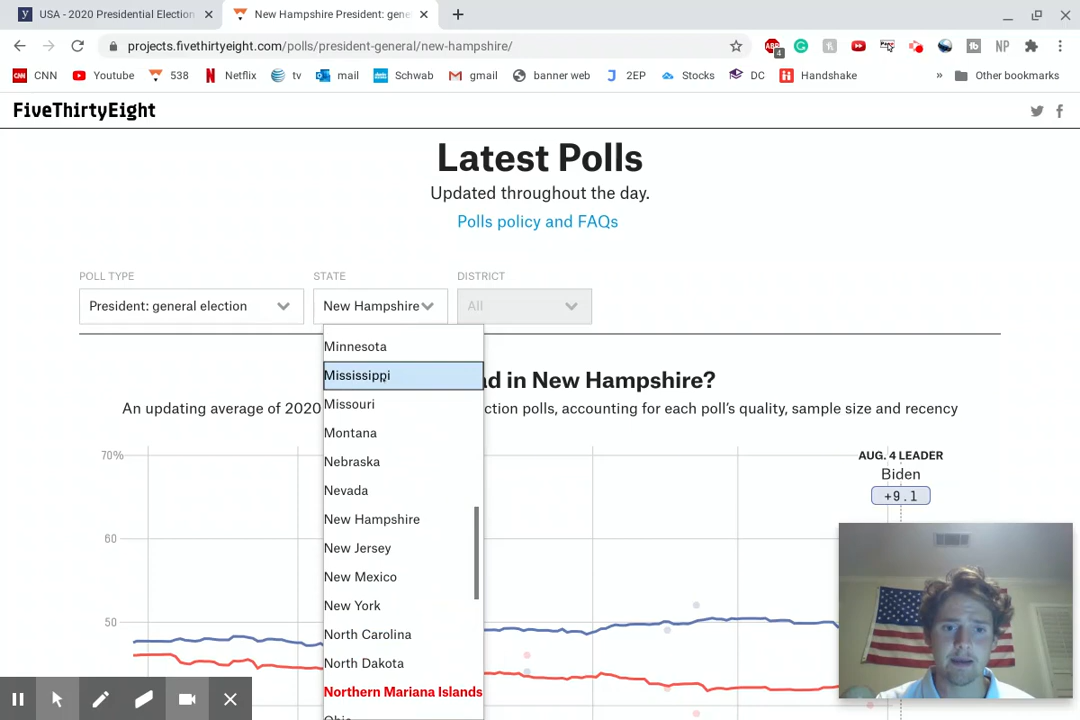 USA - 2020 Presidential Election
New Hampshire President: gene
projects.fivethirtyeight.com/polls/president-general/new-hampshire/
CNN Youtube 538 Netflix tv mail Schwab gmail banner web 2EP Stocks DC Handshake » Other bookmarks
FiveThirtyEight
Latest Polls
Updated throughout the day.
Polls policy and FAQs
POLL TYPE STATE DISTRICT
President: general election New Hampshire All
Minnesota
Mississippi
ad in New Hampshire?
Missouri
An updating average of 2020 ction polls, accounting for each poll's quality, sample size and recency
Montana
70%
AUG. 4 LEADER
Nebraska
Biden
Nevada
+9.1
New Hampshire
60
New Jersey
New Mexico
New York
50
North Carolina
North Dakota
Northern Mariana Islands
Ohio